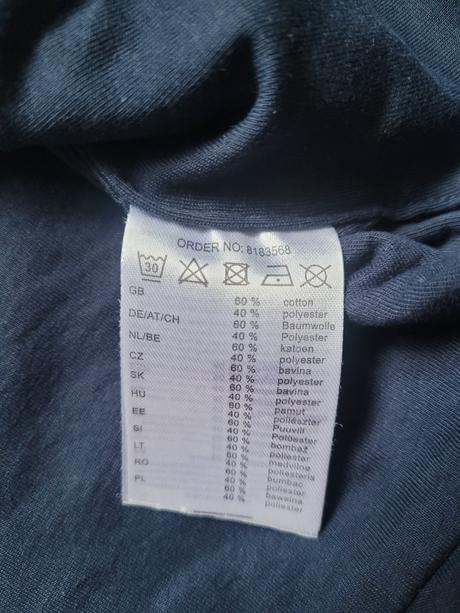 ORDER NO: 8183568
30
GB 60 % cotton
40 % polyester
DE/AT/CH 60 % Baumwolle
40 % Polyester
NL/BE 60 % katoen
40 % polyester
CZ 60 % bavlna
40 % polyester
SK 60 % bavlna
40 % polyester
HU 60 % pamut
40 % poliészter
EE 60 % Puuvill
40 % Polüester
SI 60 % bombaž
40 % poliester
LT 60 % medvilnė
40 % poliesteris
RO 60 % bumbac
40 % poliester
PL 60 % bawełna
40 % poliester